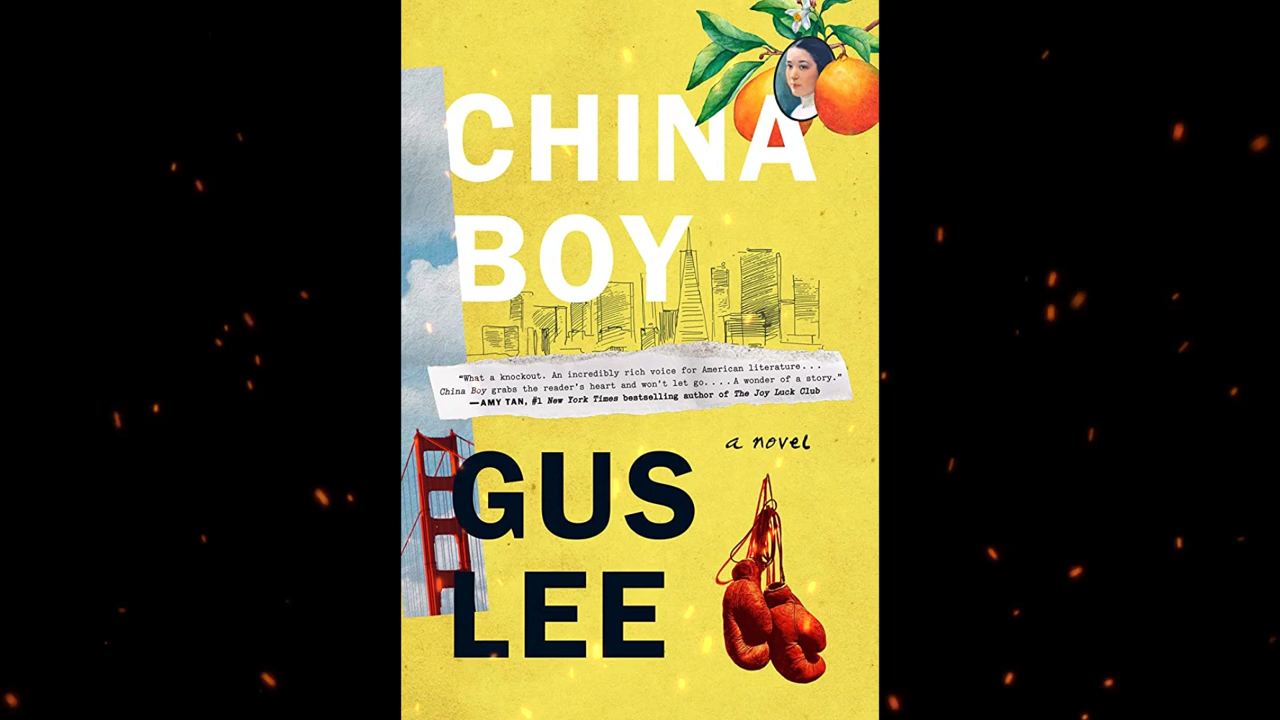 CHINA
BOY
“What a knockout. An incredibly rich voice for American literature...
China Boy grabs the reader’s heart and won’t let go....A wonder of a story.”
—AMY TAN, #1 New York Times bestselling author of The Joy Luck Club
a novel
GUS
LEE